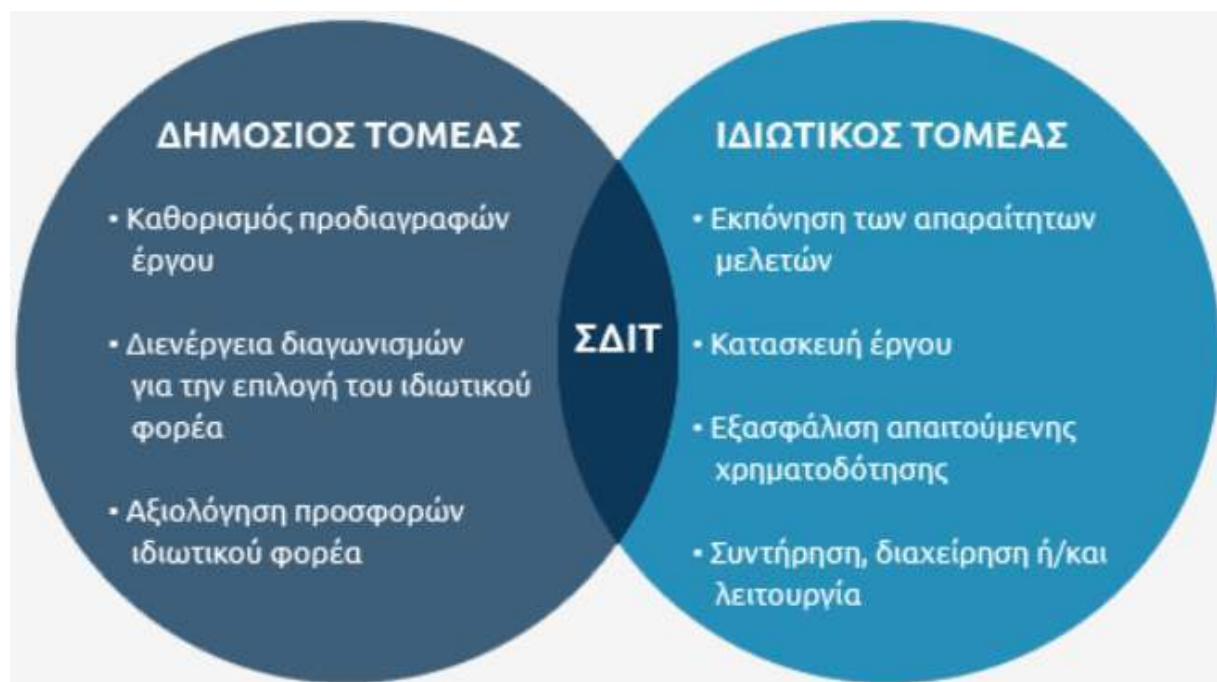 ΔΗΜΟΣΙΟΣ ΤΟΜΕΑΣ
• Καθορισμός προδιαγραφών
έργου
• Διενέργεια διαγωνισμών
για την επιλογή του ιδιωτικού
φορέα
• Αξιολόγηση προσφορών
ιδιωτικού φορέα
ΣΔΙΤ
ΙΔΙΩΤΙΚΟΣ ΤΟΜΕΑΣ
• Εκπόνηση των απαραίτητων
μελετών
• Κατασκευή έργου
• Εξασφάλιση απαιτούμενης
χρηματοδότησης
• Συντήρηση, διαχείρηση ή/και
λειτουργία